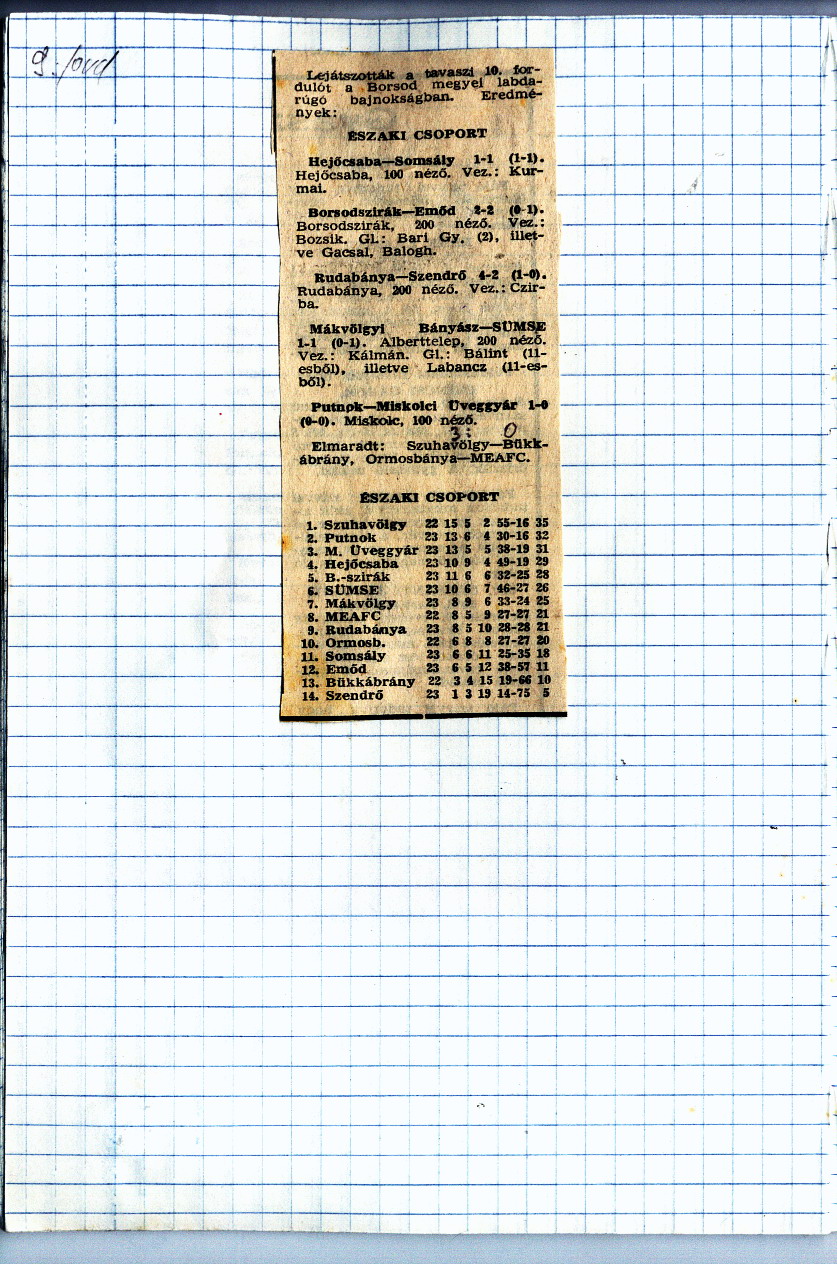 9. ford
Lejátszották a tavaszi 10. for-
dulót a Borsod megyei labda-
rúgó bajnokságban. Eredmé-
nyek:
ÉSZAKI CSOPORT
Hejőcsaba—Somsály 1-1 (1-1).
Hejőcsaba, 100 néző. Vez.: Kur-
mai.
Borsodszirák—Emőd 2-2 (0-1).
Borsodszirák, 200 néző. Vez.:
Bozsik. Gl.: Bari Gy. (2), illet-
ve Gacsal, Balogh.
Rudabánya—Szendrő 4-2 (1-0).
Rudabánya, 200 néző. Vez.: Czir-
ba.
Mákvölgyi Bányász—SÜMSE
1-1 (0-1). Alberttelep, 200 néző.
Vez.: Kálmán. Gl.: Bálint (11-
esből), illetve Labancz (11-es-
ből).
Putnok—Miskolci Üveggyár 1-0
(0-0). Miskolc, 100 néző.
3: 0
Elmaradt: Szuhavölgy—Bükk-
ábrány, Ormosbánya—MEAFC.
ÉSZAKI CSOPORT
1. Szuhavölgy 22 15 5 2 55-16 35
2. Putnok 23 13 6 4 30-16 32
3. M. Üveggyár 23 13 5 5 38-19 31
4. Hejőcsaba 23 10 9 4 49-19 29
5. B.-szirák 23 11 6 6 32-25 28
6. SÜMSE 23 10 6 7 46-27 26
7. Mákvölgy 23 8 9 6 33-24 25
8. MEAFC 22 8 5 9 27-27 21
9. Rudabánya 23 8 5 10 28-28 21
10. Ormosb. 22 6 8 8 27-27 20
11. Somsály 23 6 6 11 25-35 18
12. Emőd 23 6 5 12 38-57 11
13. Bükkábrány 22 3 4 15 19-66 10
14. Szendrő 23 1 3 19 14-75 5